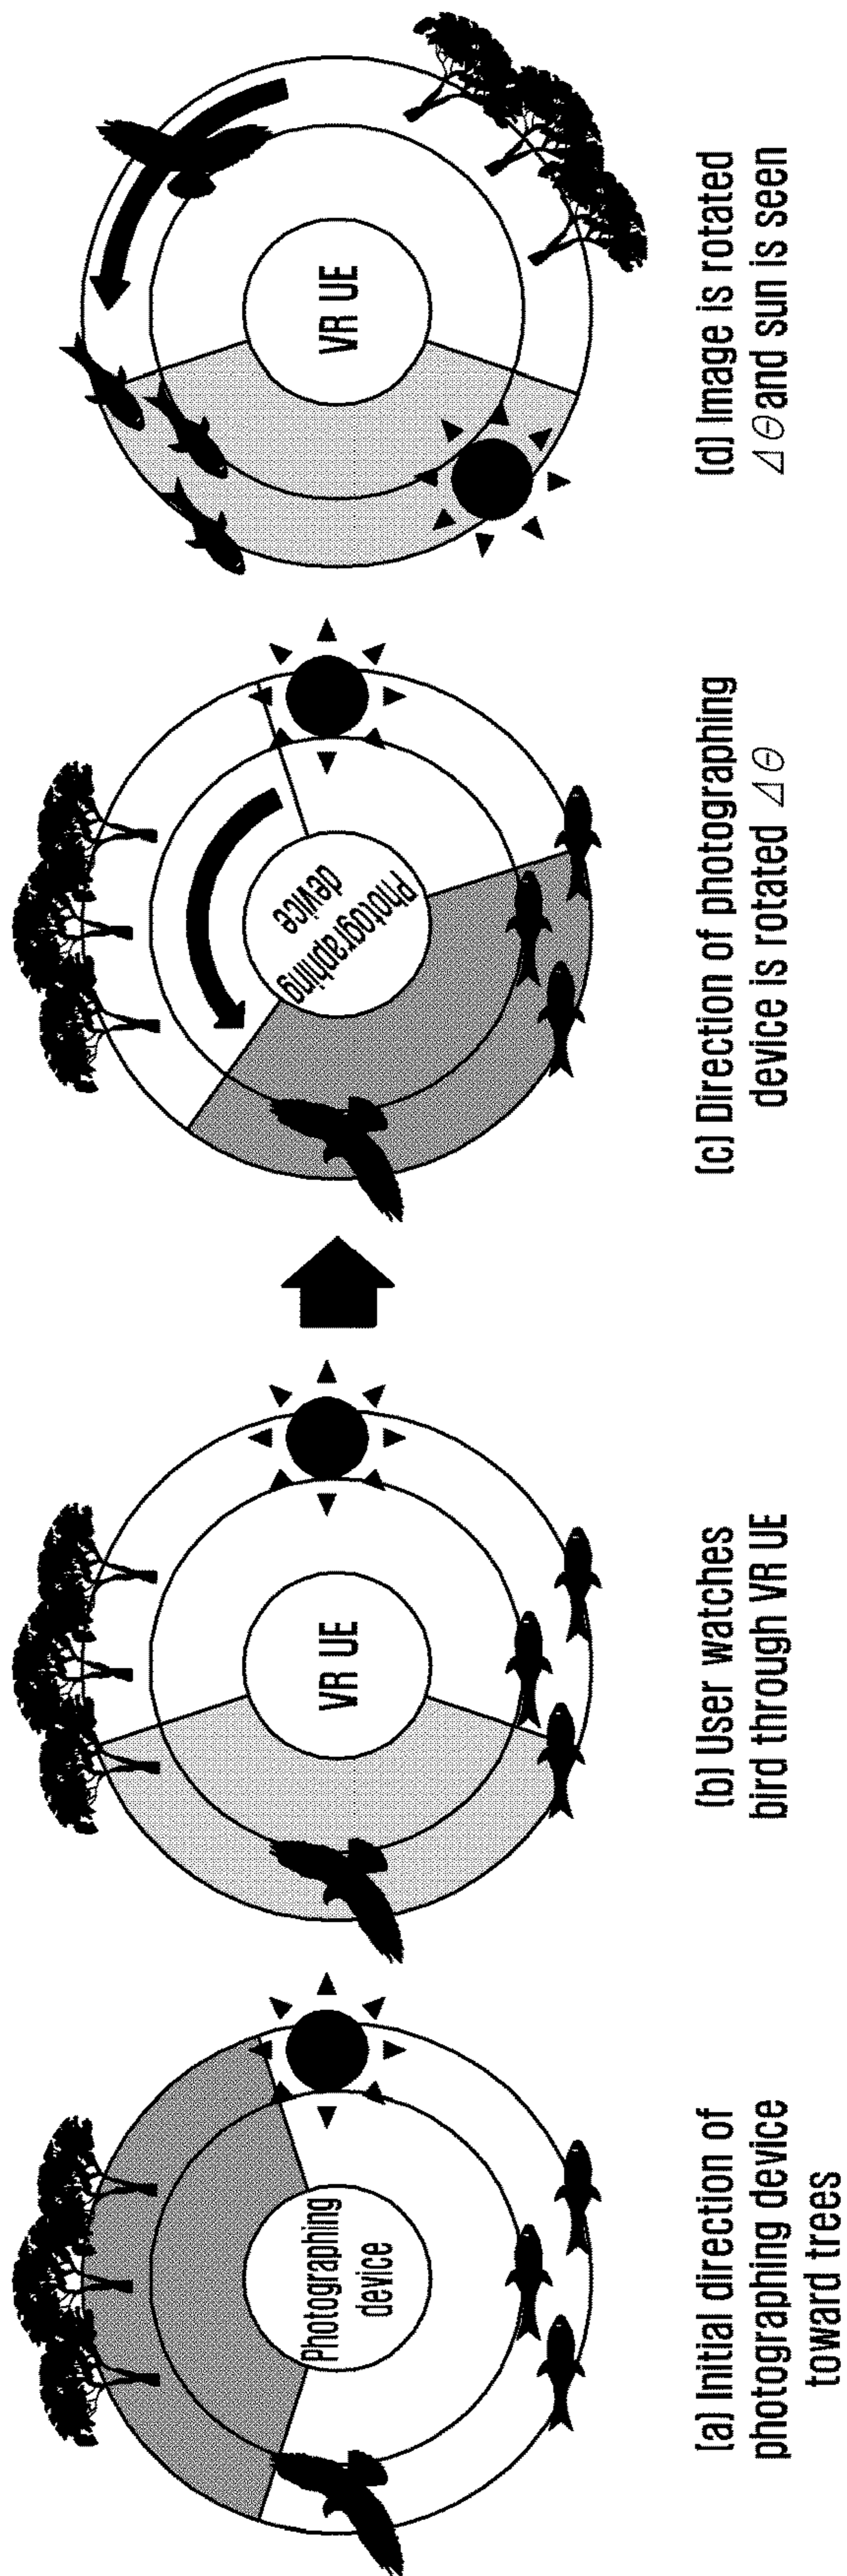 Photographing
device
(a) Initial direction of
photographing device
toward trees
VR UE
(b) User watches
bird through VR UE
Photographing
device
(c) Direction of photographing
device is rotated ΔΘ
VR UE
(d) Image is rotated
ΔΘ and sun is seen